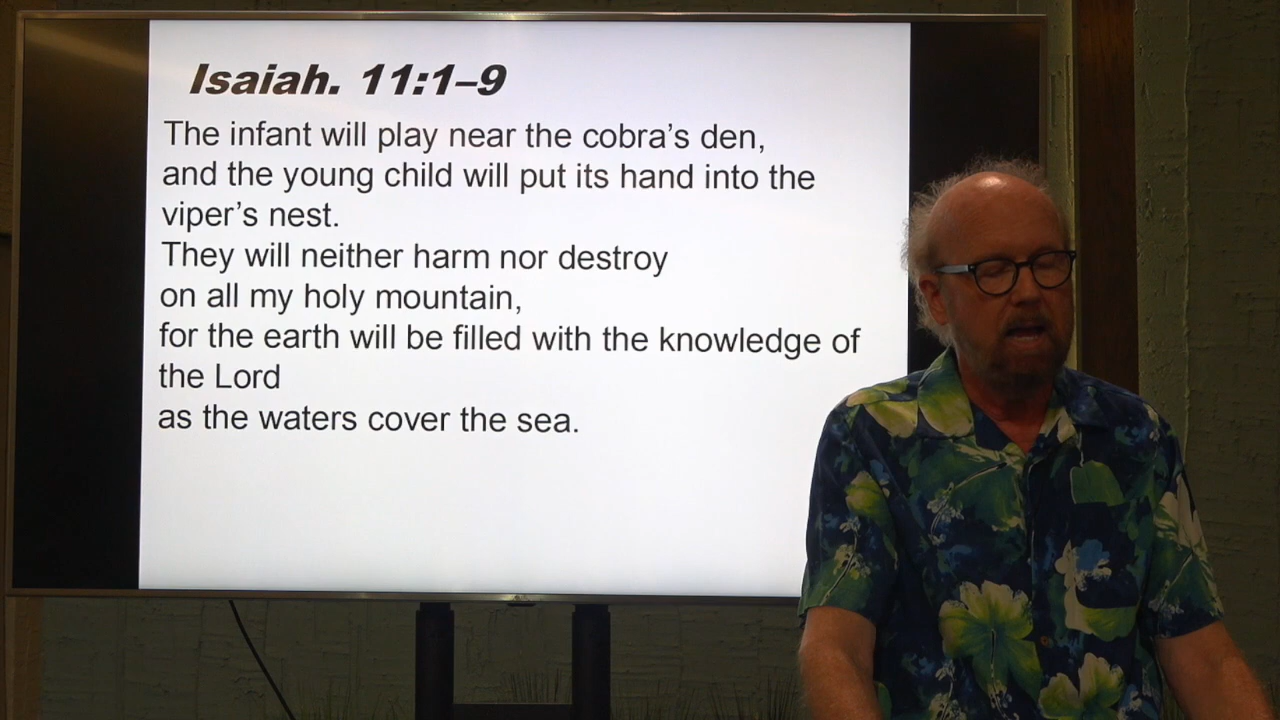 Isaiah. 11:1–9
The infant will play near the cobra’s den,
and the young child will put its hand into the
viper’s nest.
They will neither harm nor destroy
on all my holy mountain,
for the earth will be filled with the knowledge of
the Lord
as the waters cover the sea.